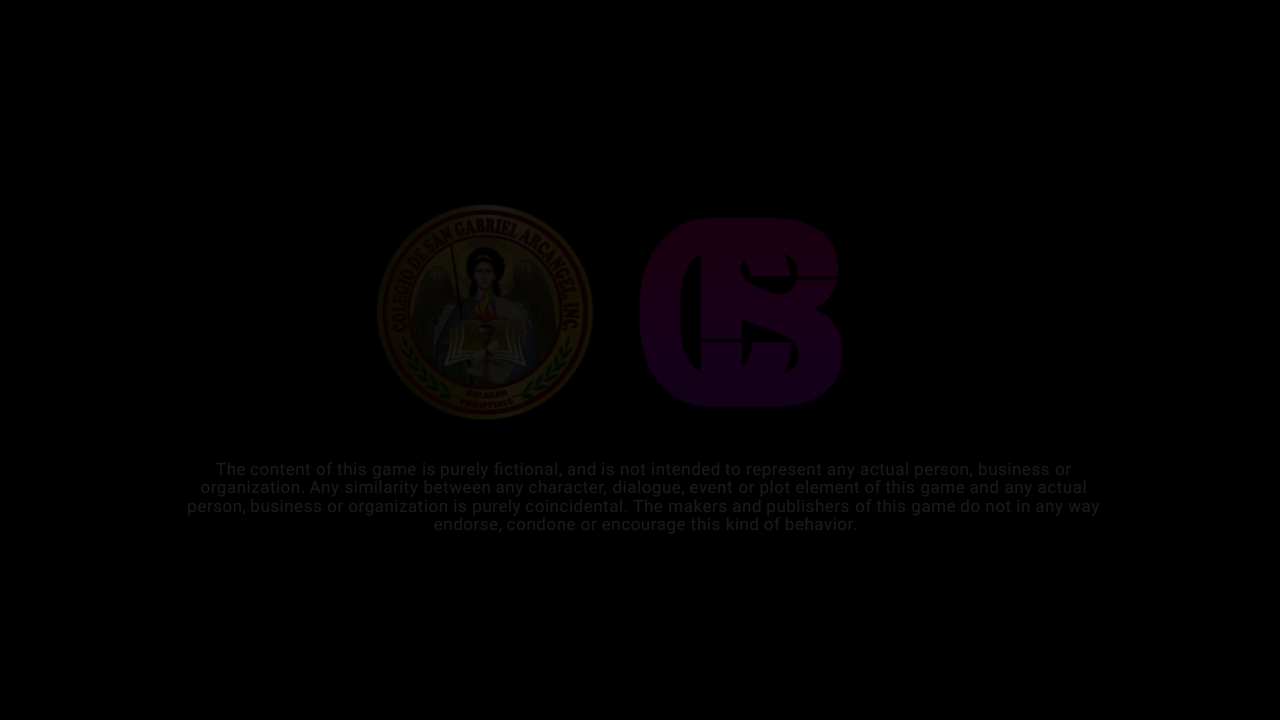 COLEGIO DE SAN GABRIEL ARCANGEL, INC.
BULACAN
PHILIPPINES
The content of this game is purely fictional, and is not intended to represent any actual person, business or
organization. Any similarity between any character, dialogue, event or plot element of this game and any actual
person, business or organization is purely coincidental. The makers and publishers of this game do not in any way
endorse, condone or encourage this kind of behavior.